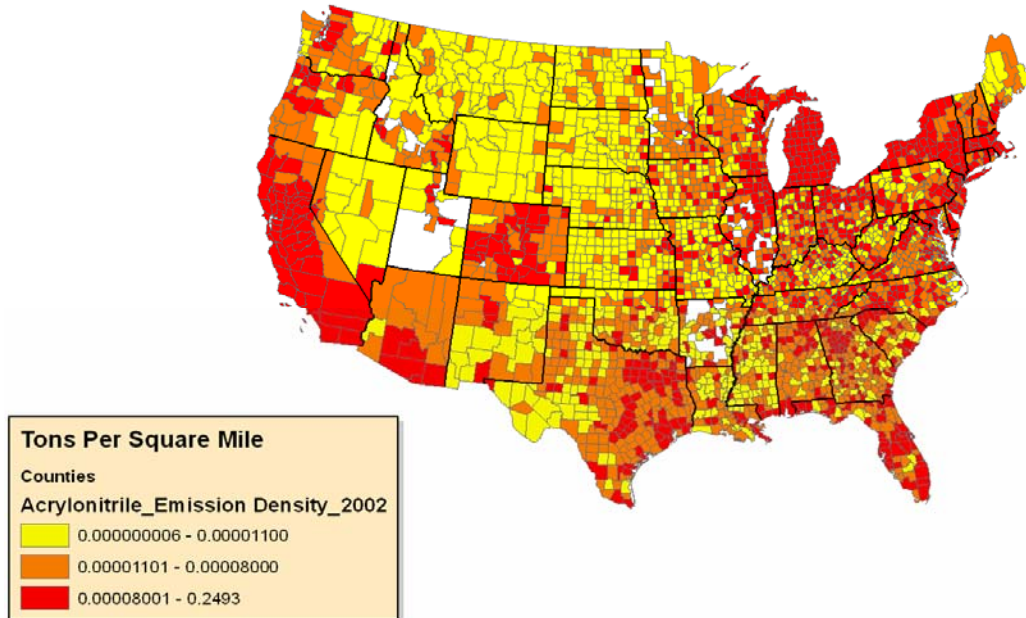 Tons Per Square Mile
Counties
Acrylonitrile_Emission Density_2002
0.000000006 - 0.00001100
0.00001101 - 0.00008000
0.00008001 - 0.2493